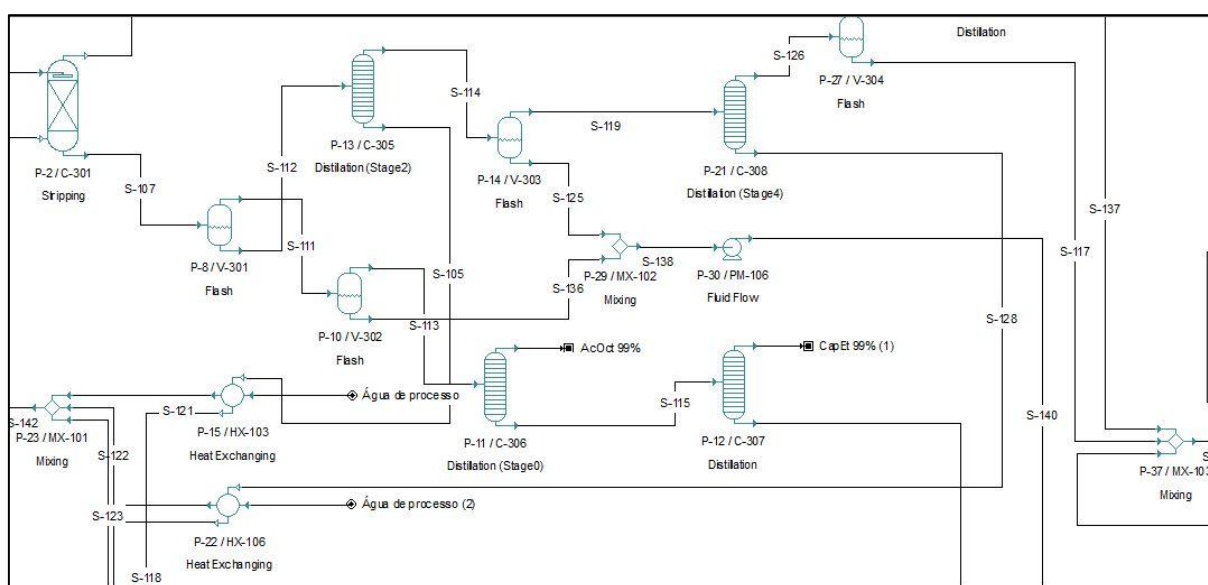 Distillation
S-126
P-27 / V-304
Flash
S-114
P-13 / C-305
Distillation (Stage2)
S-119
P-14 / V-303
Flash
P-21 / C-308
Distillation (Stage4)
P-2 / C-301
Stripping
S-107
S-112
S-125
S-137
S-117
P-8 / V-301
Flash
S-111
S-105
P-29 / MX-102
Mixing
S-138
P-30 / PM-106
Fluid Flow
S-136
P-10 / V-302
Flash
S-113
S-128
AcOct 99%
CapEt 99% (1)
Água de processo
S-121
S-142
P-23 / MX-101
Mixing
P-15 / HX-103
Heat Exchanging
S-115
P-11 / C-306
Distillation (Stage0)
P-12 / C-307
Distillation
S-140
S-122
P-37 / MX-103
Mixing
S-123
Água de processo (2)
P-22 / HX-106
Heat Exchanging
S-118